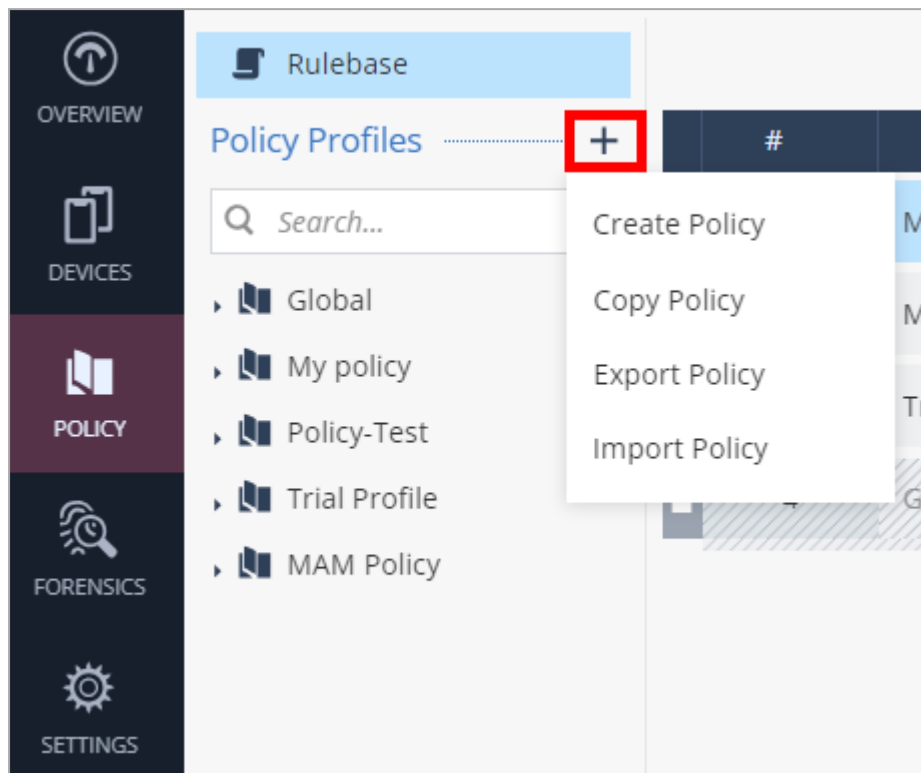 OVERVIEW
DEVICES
POLICY
FORENSICS
SETTINGS
Rulebase
Policy Profiles
+
Search...
Global
My policy
Policy-Test
Trial Profile
MAM Policy
Create Policy
Copy Policy
Export Policy
Import Policy
#